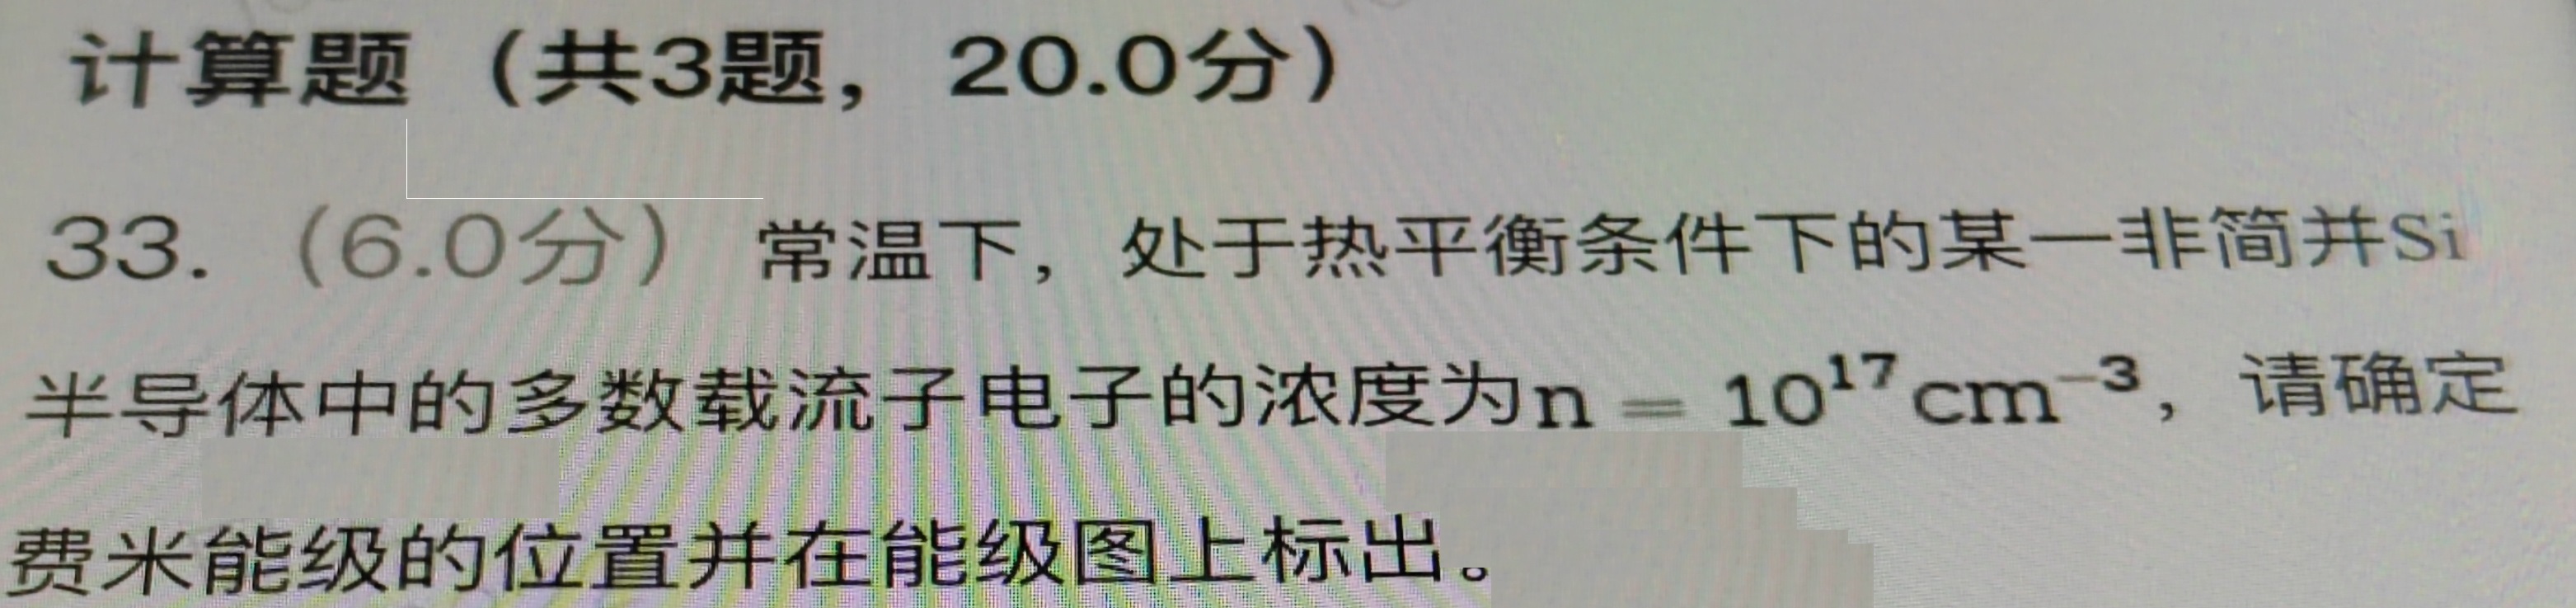 计算题（共3题，20.0分）
33.（6.0分） 常温下，处于热平衡条件下的某一非简并Si
半导体中的多数载流子电子的浓度为n = 10¹⁷cm⁻³，请确定
费米能级的位置并在能级图上标出。